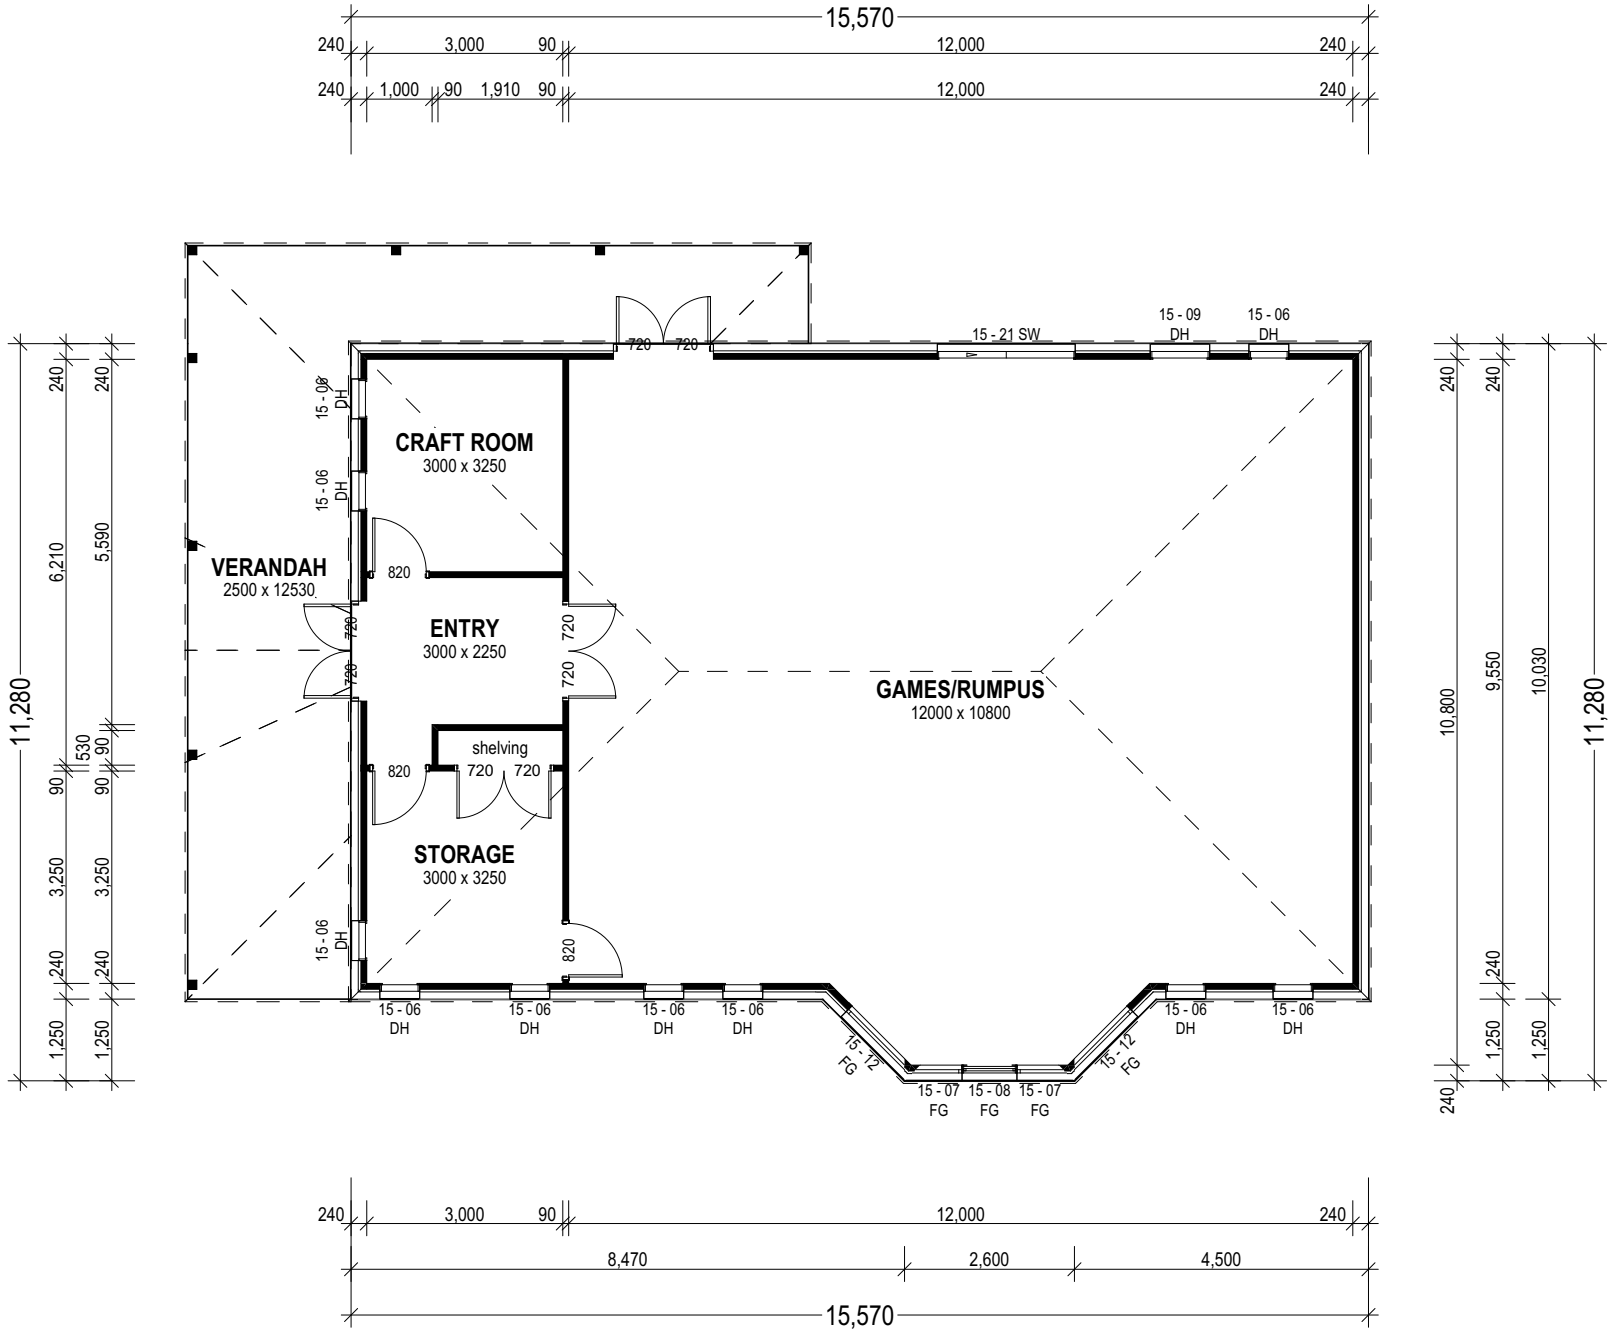 15,570
240 3,000 90 12,000 240
240 1,000 90 1,910 90 12,000 240
15 - 09
DH
15 - 06
DH
15 - 21 SW
720 720
240
240
15 - 06
DH
CRAFT ROOM
3000 x 3250
15 - 06
DH
820
VERANDAH
2500 x 12530
720
720
ENTRY
3000 x 2250
720
720
GAMES/RUMPUS
12000 x 10800
shelving
720 720
820
STORAGE
3000 x 3250
15 - 06
DH
820
15 - 06
DH
15 - 06
DH
15 - 06
DH
15 - 06
DH
15 - 12
FG
15 - 07
FG
15 - 08
FG
15 - 07
FG
15 - 12
FG
15 - 06
DH
15 - 06
DH
11,280
6,210
90
3,250
240
1,250
5,590
530
90
90
3,250
240
1,250
240
10,800
240
240
9,550
240
1,250
10,030
1,250
11,280
240 3,000 90 12,000 240
8,470 2,600 4,500
15,570